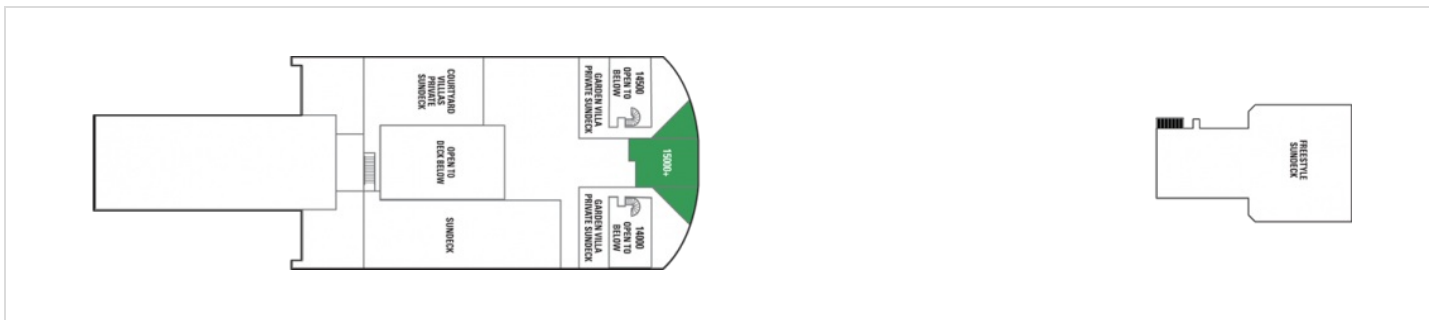 COURTYARD
VILLLAS
PRIVATE
SUNDECK
OPEN TO
DECK BELOW
SUNDECK
GARDEN VILLA
PRIVATE SUNDECK
14500
OPEN TO
BELOW
15000+
GARDEN VILLA
PRIVATE SUNDECK
14000
OPEN TO
BELOW
FREESTYLE
SUNDECK